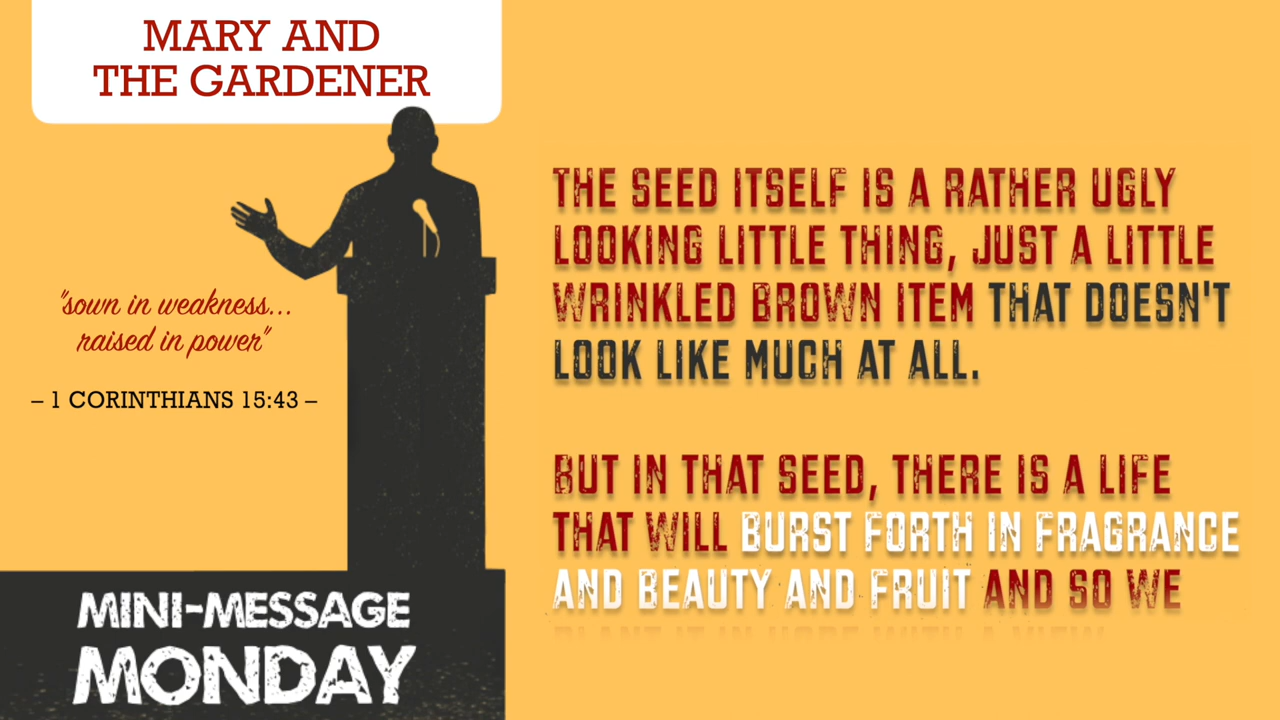 MARY AND
THE GARDENER
"sown in weakness...
raised in power"
– 1 CORINTHIANS 15:43 –
MINI-MESSAGE
MONDAY
THE SEED ITSELF IS A RATHER UGLY
LOOKING LITTLE THING, JUST A LITTLE
WRINKLED BROWN ITEM THAT DOESN'T
LOOK LIKE MUCH AT ALL.
BUT IN THAT SEED, THERE IS A LIFE
THAT WILL BURST FORTH IN FRAGRANCE
AND BEAUTY AND FRUIT AND SO WE